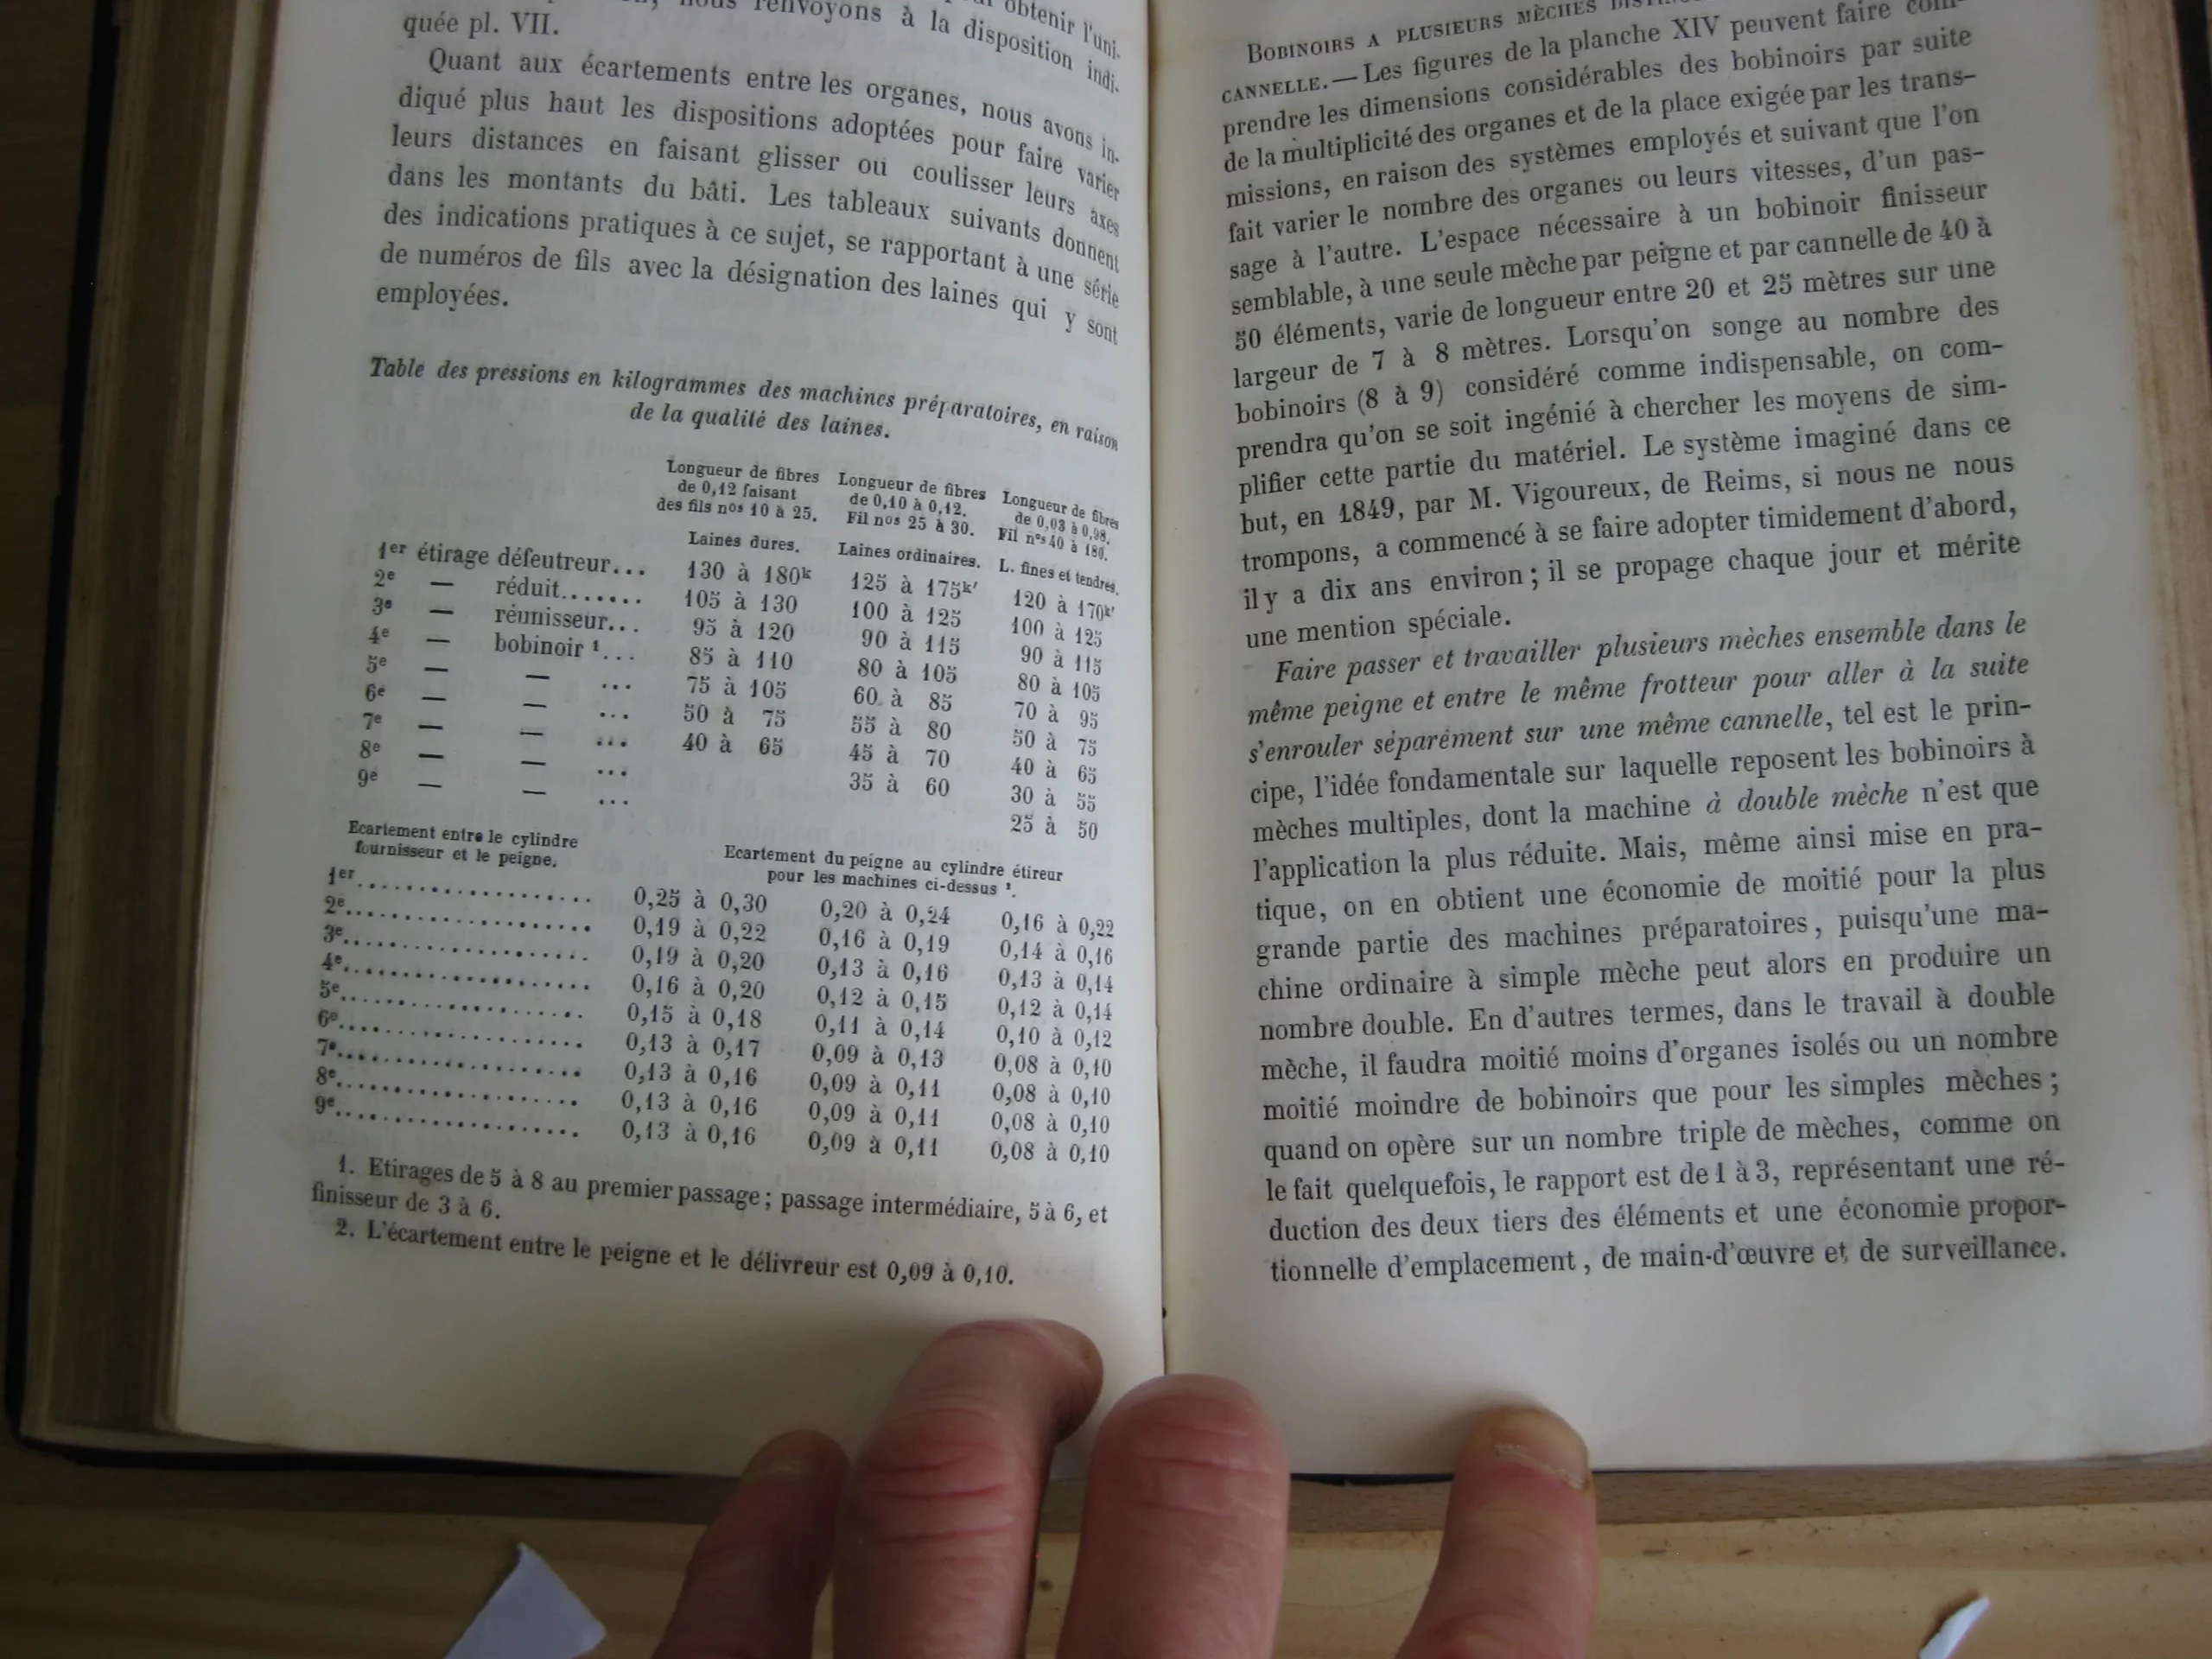 nous renvoyons à la disposition indi-
obtenir l'uni-
quée pl. VII.
Quant aux écartements entre les organes, nous avons in-
diqué plus haut les dispositions adoptées pour faire varier
leurs distances en faisant glisser ou coulisser leurs axes
dans les montants du bâti. Les tableaux suivants donnent
des indications pratiques à ce sujet, se rapportant à une série
de numéros de fils avec la désignation des laines qui y sont
employées.
Table des pressions en kilogrammes des machines préparatoires, en raison
de la qualité des laines.
Longueur de fibres Longueur de fibres Longueur de fibres
de 0,12 faisant de 0,10 à 0,12. de 0,03 à 0,98.
des fils nos 10 à 25. Fil nos 25 à 30. Fil nos 40 à 180.
Laines dures. Laines ordinaires. L. fines et tendres.
1er étirage défeutreur... 130 à 180k 125 à 175k' 120 à 170k'
2e — réduit....... 105 à 130 100 à 125 100 à 125
3e — réunisseur... 95 à 120 90 à 115 90 à 115
4e — bobinoir 1... 85 à 110 80 à 105 80 à 105
5e — — ... 75 à 105 60 à 85 70 à 95
6e — — ... 50 à 75 55 à 80 50 à 75
7e — — ... 40 à 65 45 à 70 40 à 65
8e — — ... 35 à 60 30 à 55
9e — — ... 25 à 50
Ecartement entre le cylindre
fournisseur et le peigne.
Ecartement du peigne au cylindre étireur
pour les machines ci-dessus ².
1er.................... 0,25 à 0,30 0,20 à 0,24 0,16 à 0,22
2e..................... 0,19 à 0,22 0,16 à 0,19 0,14 à 0,16
3e..................... 0,19 à 0,20 0,13 à 0,16 0,13 à 0,14
4e..................... 0,16 à 0,20 0,12 à 0,15 0,12 à 0,14
5e..................... 0,15 à 0,18 0,11 à 0,14 0,10 à 0,12
6e..................... 0,13 à 0,17 0,09 à 0,13 0,08 à 0,10
7e..................... 0,13 à 0,16 0,09 à 0,11 0,08 à 0,10
8e..................... 0,13 à 0,16 0,09 à 0,11 0,08 à 0,10
9e..................... 0,13 à 0,16 0,09 à 0,11 0,08 à 0,10
1. Etirages de 5 à 8 au premier passage; passage intermédiaire, 5 à 6, et
finisseur de 3 à 6.
2. L'écartement entre le peigne et le délivreur est 0,09 à 0,10.
BOBINOIRS A PLUSIEURS MÈCHES
CANNELLE.—Les figures de la planche XIV peuvent faire com-
prendre les dimensions considérables des bobinoirs par suite
de la multiplicité des organes et de la place exigée par les trans-
missions, en raison des systèmes employés et suivant que l'on
fait varier le nombre des organes ou leurs vitesses, d'un pas-
sage à l'autre. L'espace nécessaire à un bobinoir finisseur
semblable, à une seule mèche par peigne et par cannelle de 40 à
50 éléments, varie de longueur entre 20 et 25 mètres sur une
largeur de 7 à 8 mètres. Lorsqu'on songe au nombre des
bobinoirs (8 à 9) considéré comme indispensable, on com-
prendra qu'on se soit ingénié à chercher les moyens de sim-
plifier cette partie du matériel. Le système imaginé dans ce
but, en 1849, par M. Vigoureux, de Reims, si nous ne nous
trompons, a commencé à se faire adopter timidement d'abord,
il y a dix ans environ; il se propage chaque jour et mérite
une mention spéciale.
Faire passer et travailler plusieurs mèches ensemble dans le
même peigne et entre le même frotteur pour aller à la suite
s'enrouler séparément sur une même cannelle, tel est le prin-
cipe, l'idée fondamentale sur laquelle reposent les bobinoirs à
mèches multiples, dont la machine à double mèche n'est que
l'application la plus réduite. Mais, même ainsi mise en pra-
tique, on en obtient une économie de moitié pour la plus
grande partie des machines préparatoires, puisqu'une ma-
chine ordinaire à simple mèche peut alors en produire un
nombre double. En d'autres termes, dans le travail à double
mèche, il faudra moitié moins d'organes isolés ou un nombre
moitié moindre de bobinoirs que pour les simples mèches;
quand on opère sur un nombre triple de mèches, comme on
le fait quelquefois, le rapport est de 1 à 3, représentant une ré-
duction des deux tiers des éléments et une économie propor-
tionnelle d'emplacement, de main-d'œuvre et de surveillance.